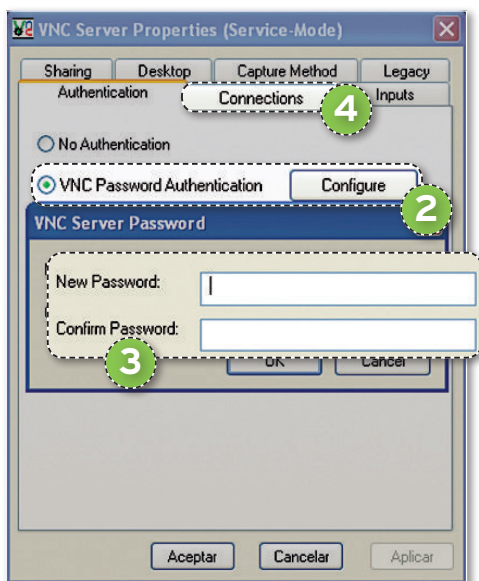 VNC Server Properties (Service-Mode)
Sharing Desktop Capture Method Legacy
Authentication Connections Inputs
4
No Authentication
VNC Password Authentication Configure
2
VNC Server Password
New Password:
Confirm Password:
3
OK Cancel
Aceptar Cancelar Aplicar